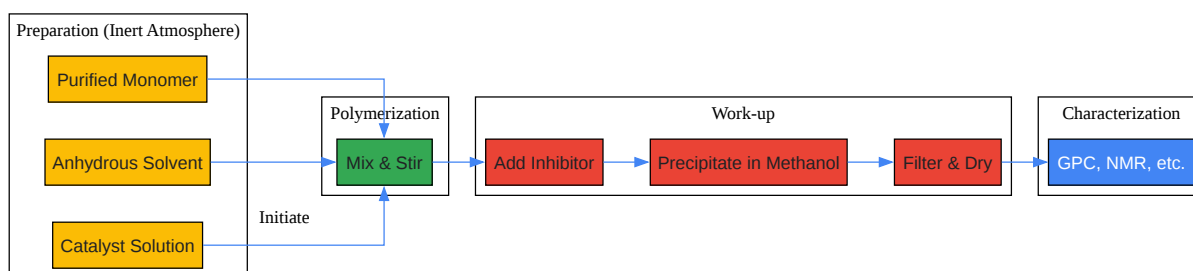 Preparation (Inert Atmosphere)
Purified Monomer
Anhydrous Solvent
Catalyst Solution
Initiate
Polymerization
Mix & Stir
Work-up
Add Inhibitor
Precipitate in Methanol
Filter & Dry
Characterization
GPC, NMR, etc.